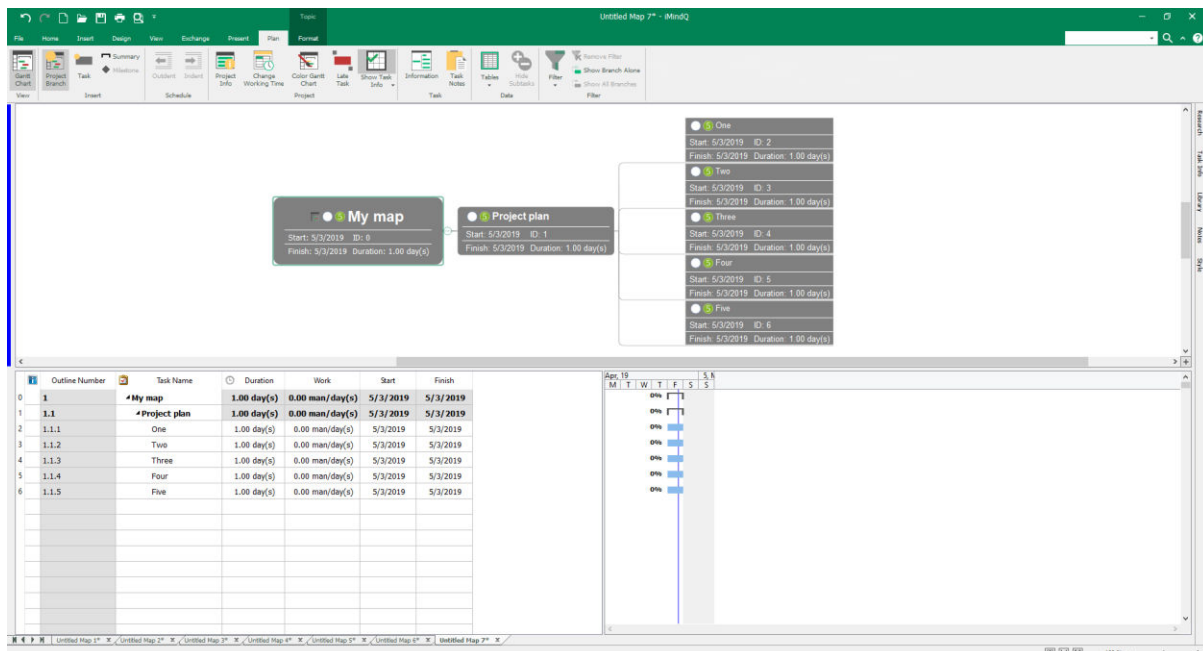 Topic
Untitled Map 7* - iMindQ
File Home Insert Design View Exchange Present Plan Format
Gantt Chart
Project Branch
Task
Summary
Milestone
Outdent
Indent
Project Info
Change Working Time
Color Gantt Chart
Late Task
Show Task Info
Information
Task Notes
Tables
Hide Subtasks
Filter
Remove Filter
Show Branch Alone
Show All Branches
View Insert Schedule Project Task Data Filter
My map
Start: 5/3/2019 ID: 0
Finish: 5/3/2019 Duration: 1.00 day(s)
Project plan
Start: 5/3/2019 ID: 1
Finish: 5/3/2019 Duration: 1.00 day(s)
One
Start: 5/3/2019 ID: 2
Finish: 5/3/2019 Duration: 1.00 day(s)
Two
Start: 5/3/2019 ID: 3
Finish: 5/3/2019 Duration: 1.00 day(s)
Three
Start: 5/3/2019 ID: 4
Finish: 5/3/2019 Duration: 1.00 day(s)
Four
Start: 5/3/2019 ID: 5
Finish: 5/3/2019 Duration: 1.00 day(s)
Five
Start: 5/3/2019 ID: 6
Finish: 5/3/2019 Duration: 1.00 day(s)
Research
Task Info
Library
Notes
Style
Outline Number Task Name Duration Work Start Finish
0 1 My map 1.00 day(s) 0.00 man/day(s) 5/3/2019 5/3/2019
1 1.1 Project plan 1.00 day(s) 0.00 man/day(s) 5/3/2019 5/3/2019
2 1.1.1 One 1.00 day(s) 0.00 man/day(s) 5/3/2019 5/3/2019
3 1.1.2 Two 1.00 day(s) 0.00 man/day(s) 5/3/2019 5/3/2019
4 1.1.3 Three 1.00 day(s) 0.00 man/day(s) 5/3/2019 5/3/2019
5 1.1.4 Four 1.00 day(s) 0.00 man/day(s) 5/3/2019 5/3/2019
6 1.1.5 Five 1.00 day(s) 0.00 man/day(s) 5/3/2019 5/3/2019
Apr, 19 5, M
M T W T F S S
0%
0%
0%
0%
0%
0%
0%
Untitled Map 1* Untitled Map 2* Untitled Map 3* Untitled Map 4* Untitled Map 5* Untitled Map 6* Untitled Map 7*